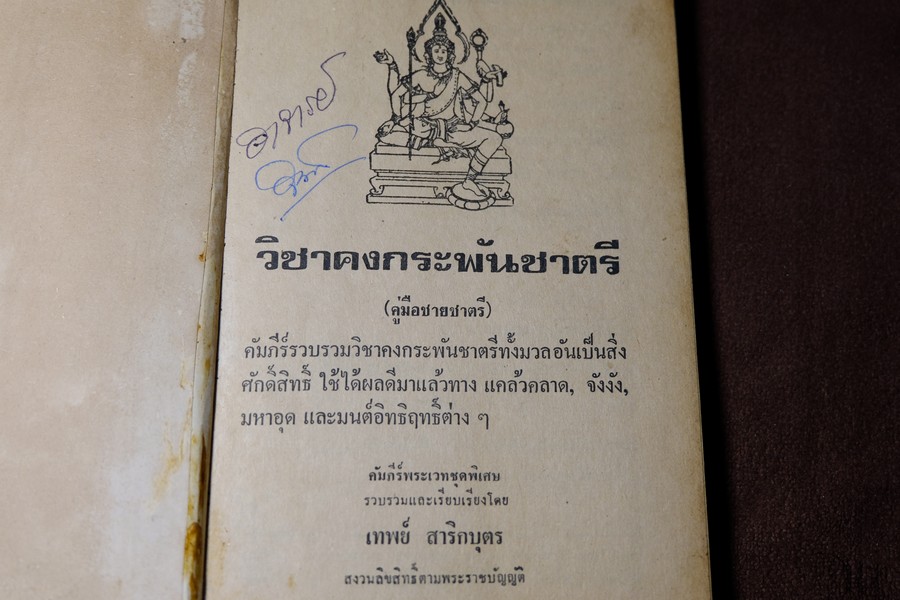 อาจารย์
วิชาคงกระพันชาตรี
(คู่มือชายชาตรี)
คัมภีร์รวบรวมวิชาคงกระพันชาตรีทั้งมวลอันเป็นสิ่ง
ศักดิ์สิทธิ์ ใช้ได้ผลดีมาแล้วทาง แคล้วคลาด, จังงัง,
มหาอุด และมนต์อิทธิฤทธิ์ต่าง ๆ
คัมภีร์พระเวทชุดพิเศษ
รวบรวมและเรียบเรียงโดย
เทพย์ สาริกบุตร
สงวนลิขสิทธิ์ตามพระราชบัญญัติ